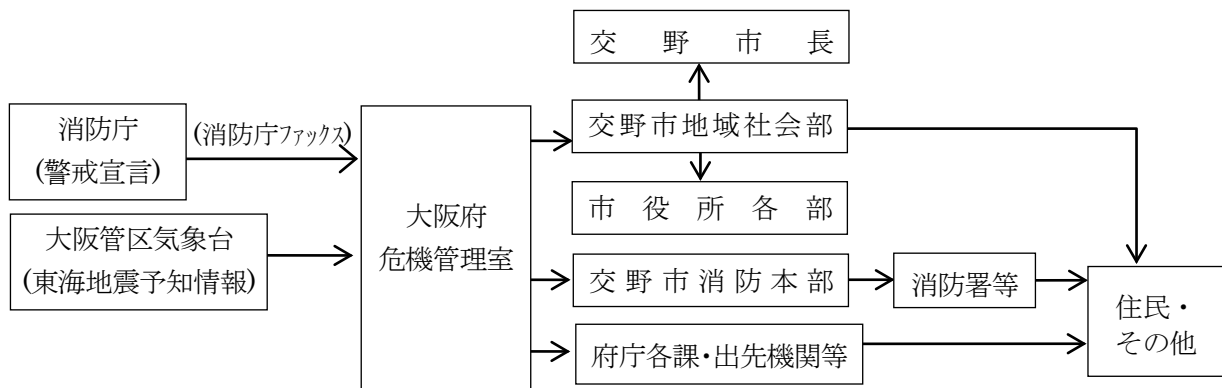 交野市長
消防庁
(警戒宣言)
(消防庁ファックス)
交野市地域社会部
市役所各部
大阪府
危機管理室
大阪管区気象台
(東海地震予知情報)
交野市消防本部
消防署等
住民・
その他
府庁各課・出先機関等